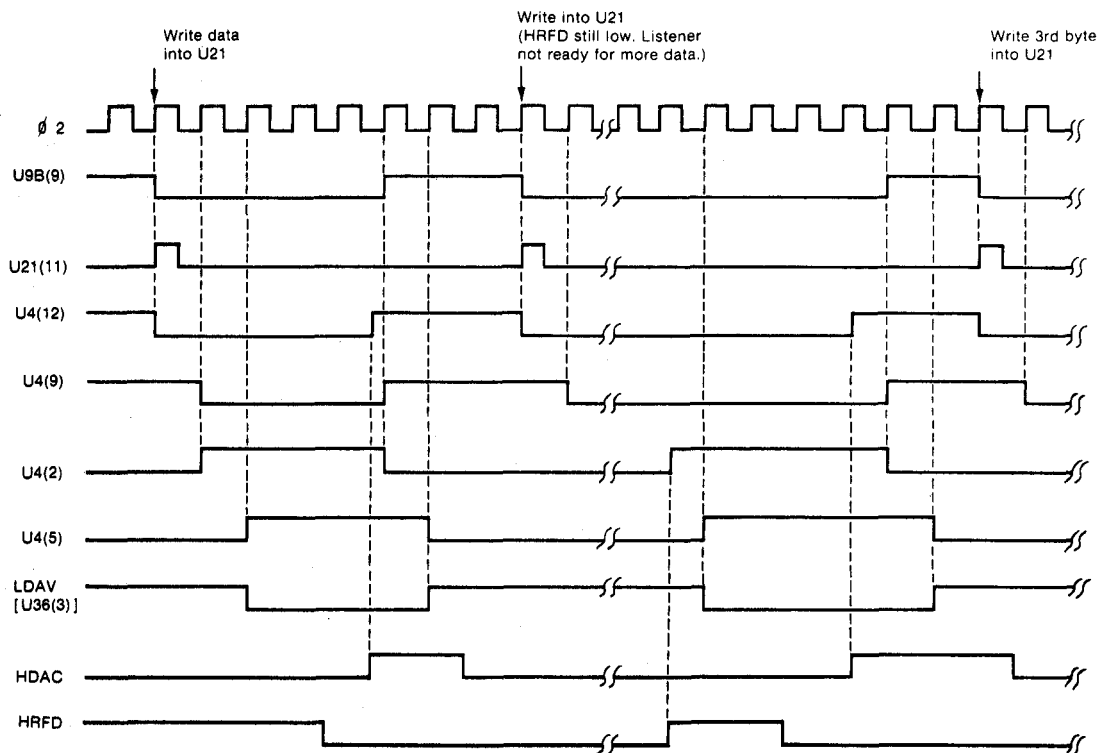 Write data
into U21
Write into U21
(HRFD still low. Listener
not ready for more data.)
Write 3rd byte
into U21
ϕ 2
U9B(9)
U21(11)
U4(12)
U4(9)
U4(2)
U4(5)
LDAV
[U36(3)]
HDAC
HRFD